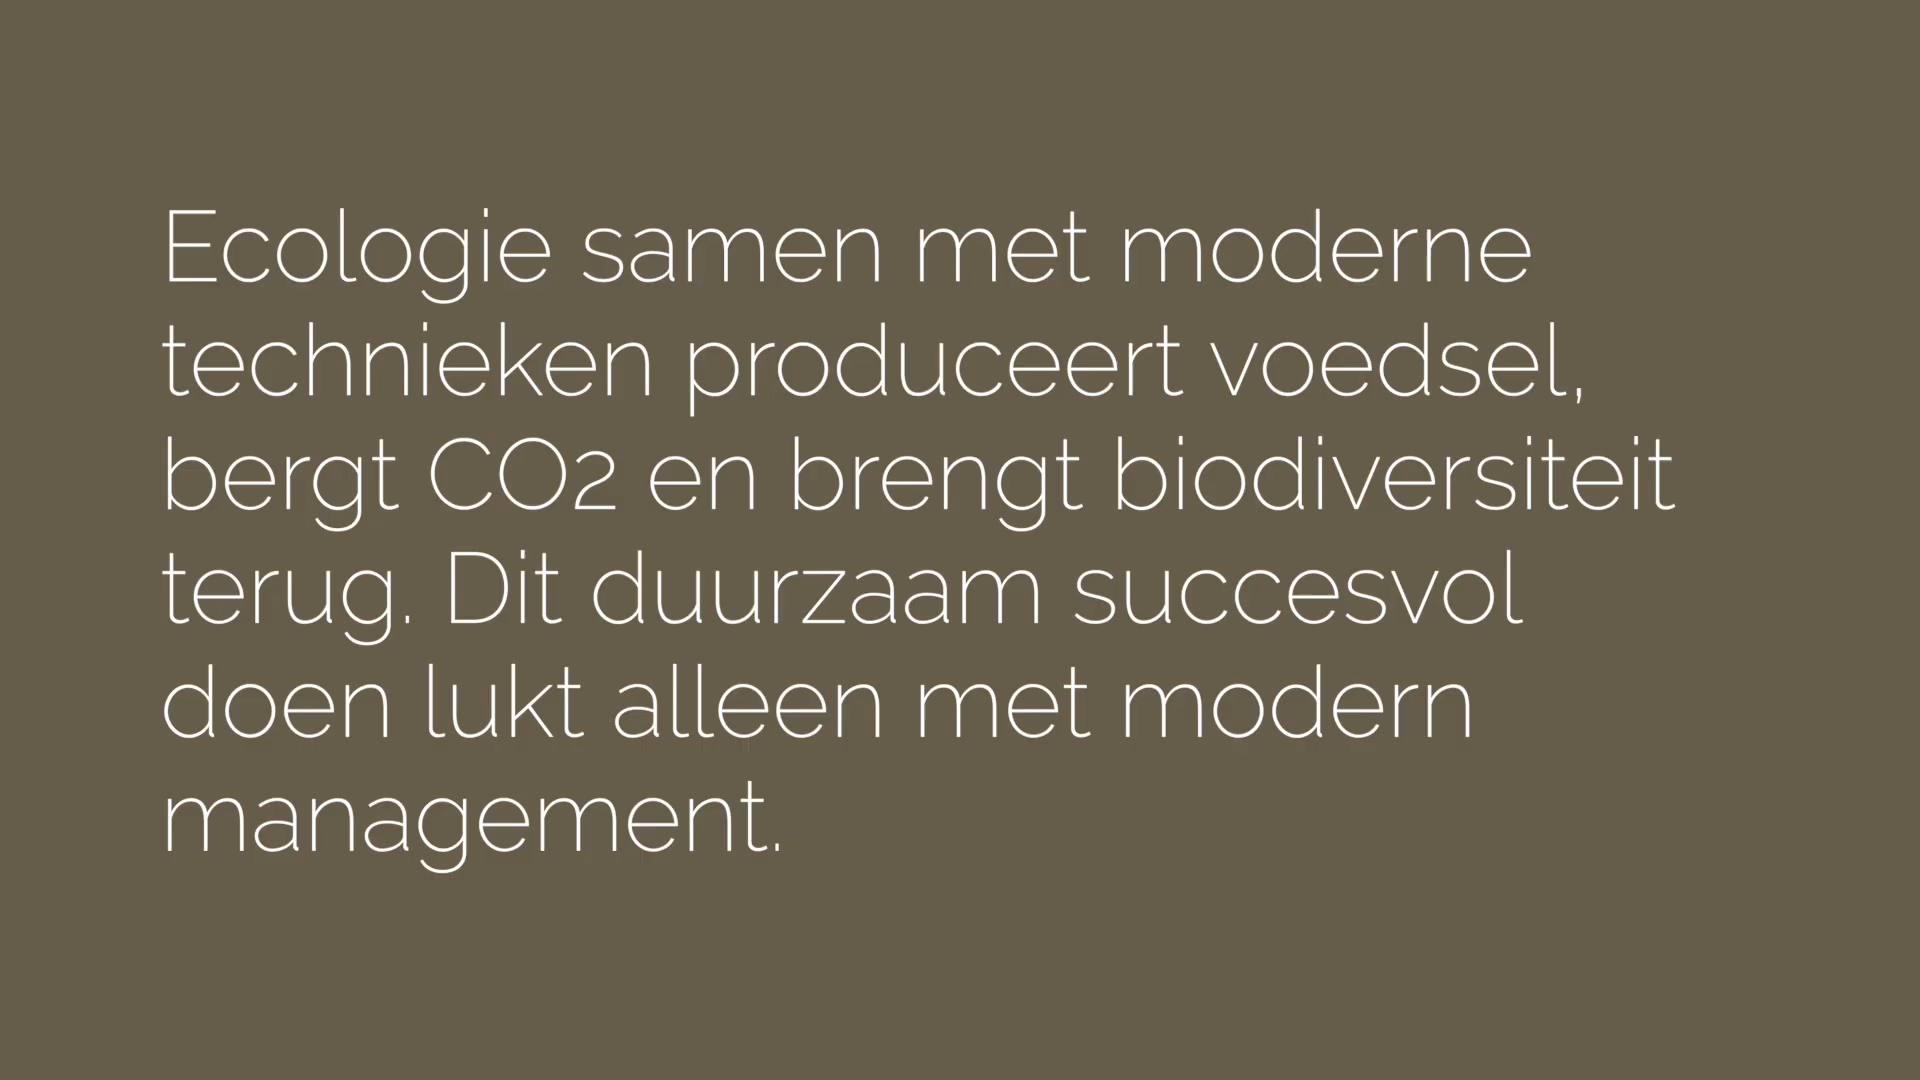 Ecologie samen met moderne
technieken produceert voedsel,
bergt CO2 en brengt biodiversiteit
terug. Dit duurzaam succesvol
doen lukt alleen met modern
management.